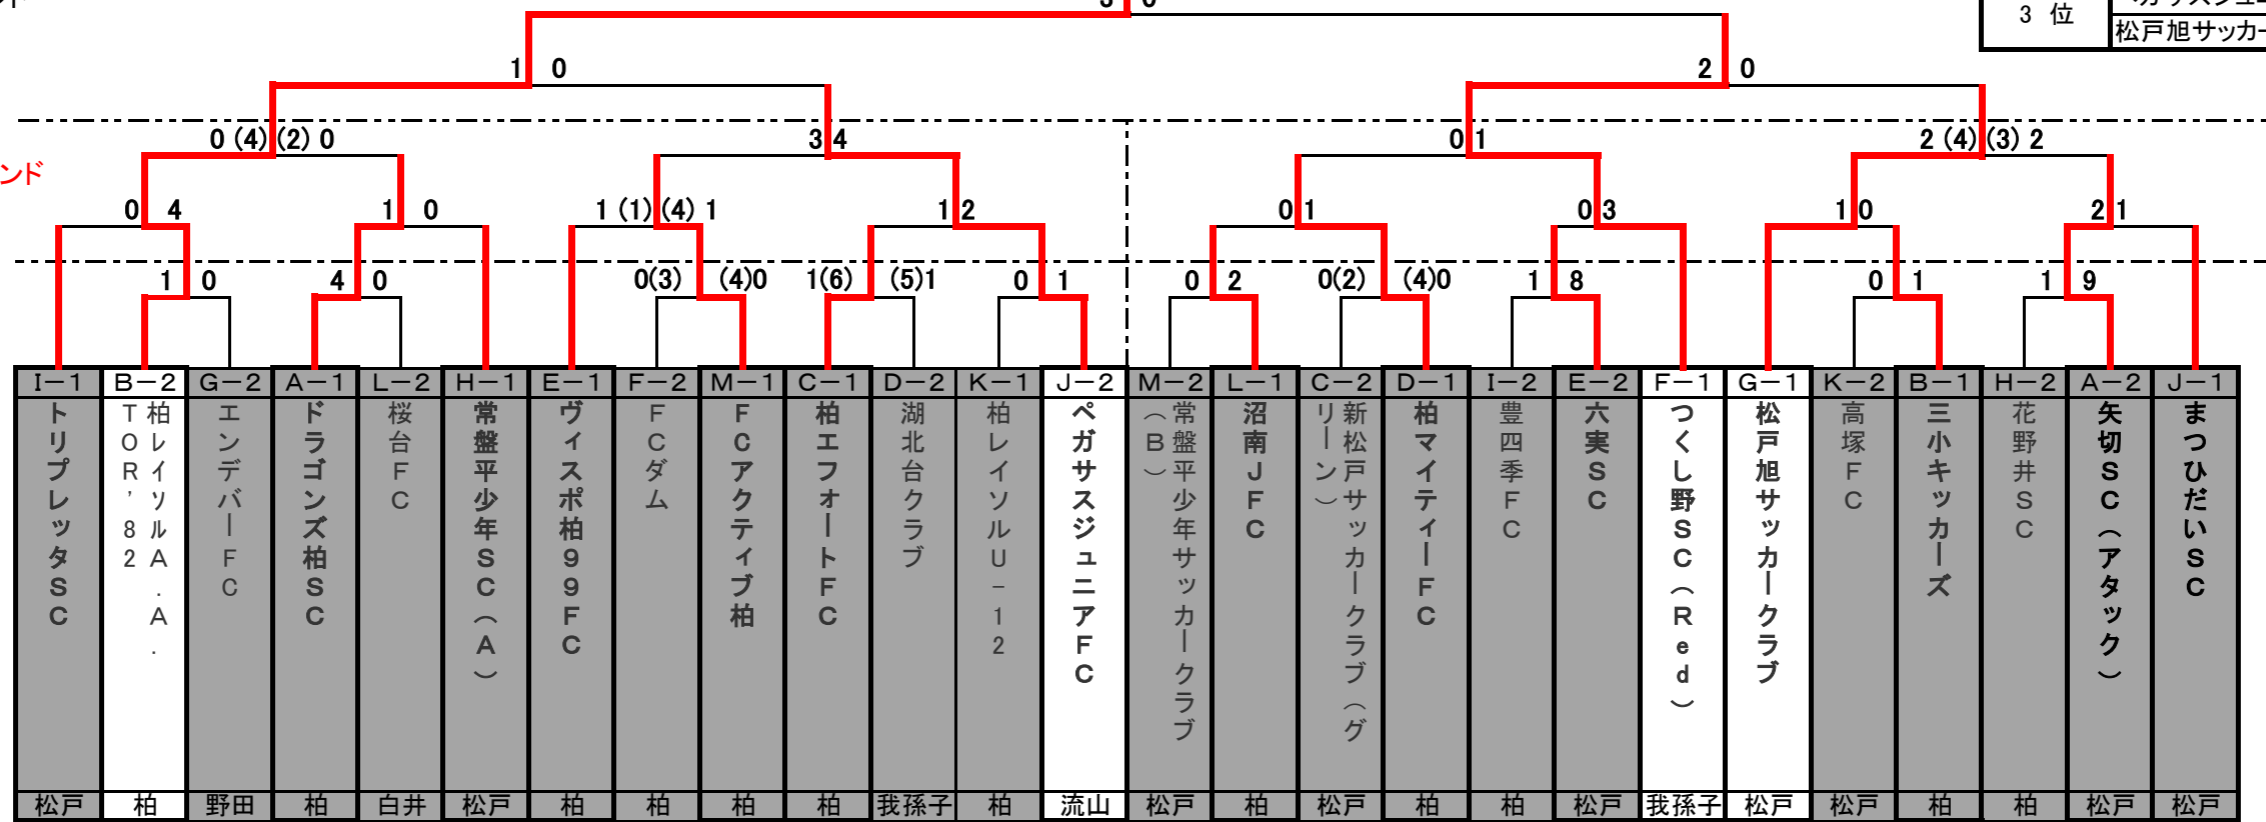 3 0
3 位
松戸旭サッカー
1 0
2 0
0 (4) (2) 0
3 4
0 1
2 (4) (3) 2
ンド
0 4
1 0
1 (1) (4) 1
1 2
0 1
0 3
1 0
2 1
1 0
4 0
0(3) (4)0
1(6) (5)1
0 1
0 2
0(2) (4)0
1 8
0 1
1 9
I-1 B-2 G-2 A-1 L-2 H-1 E-1 F-2 M-1 C-1 D-2 K-1 J-2 M-2 L-1 C-2 D-1 I-2 E-2 F-1 G-1 K-2 B-1 H-2 A-2 J-1
トリプレッタSC
柏レイソルA.A.
TOR'82
エンデバーFC
ドラゴンズ柏SC
桜台FC
常盤平少年SC(A)
ヴィスポ柏99FC
FCダム
FCアクティブ柏
柏エフォートFC
湖北台クラブ
柏レイソルU-12
ペガサスジュニアFC
常盤平少年サッカークラブ
(B)
沼南JFC
新松戸サッカークラブ(グ
リーン)
柏マイティーFC
豊四季FC
六実SC
つくし野SC(Red)
松戸旭サッカークラブ
高塚FC
三小キッカーズ
花野井SC
矢切SC(アタック)
まつひだいSC
松戸 柏 野田 柏 白井 松戸 柏 柏 柏 柏 我孫子 柏 流山 松戸 柏 松戸 柏 柏 松戸 我孫子 松戸 松戸 柏 柏 松戸 松戸